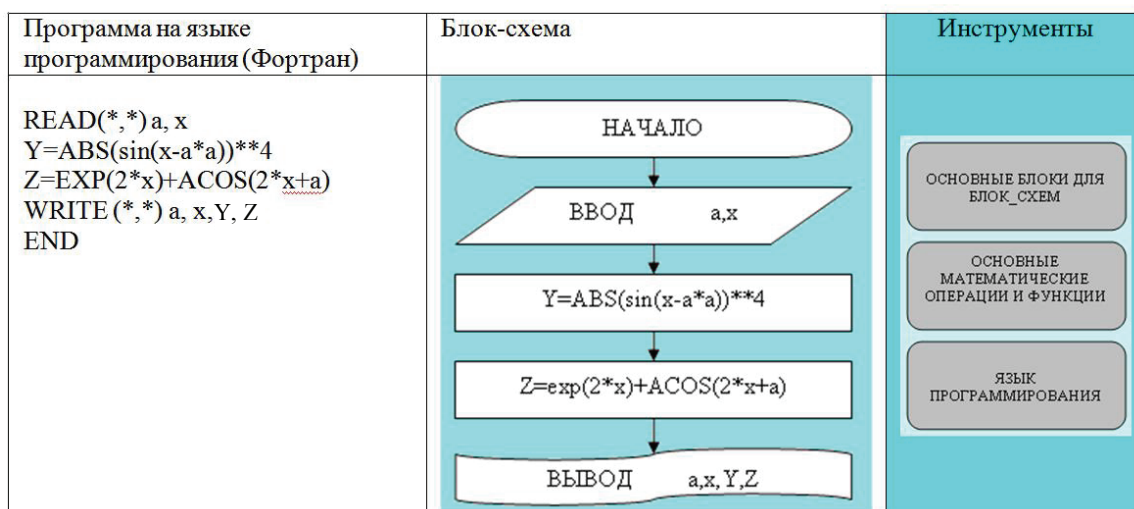 Программа на языке
программирования (Фортран)
Блок-схема
Инструменты
READ(*,*) a, x
Y=ABS(sin(x-a*a))**4
Z=EXP(2*x)+ACOS(2*x+a)
WRITE (*,*) a, x,Y, Z
END
НАЧАЛО
ВВОД a,x
Y=ABS(sin(x-a*a))**4
Z=exp(2*x)+ACOS(2*x+a)
ВЫВОД a,x,Y,Z
ОСНОВНЫЕ БЛОКИ ДЛЯ
БЛОК_СХЕМ
ОСНОВНЫЕ
МАТЕМАТИЧЕСКИЕ
ОПЕРАЦИИ И ФУНКЦИИ
ЯЗЫК
ПРОГРАММИРОВАНИЯ